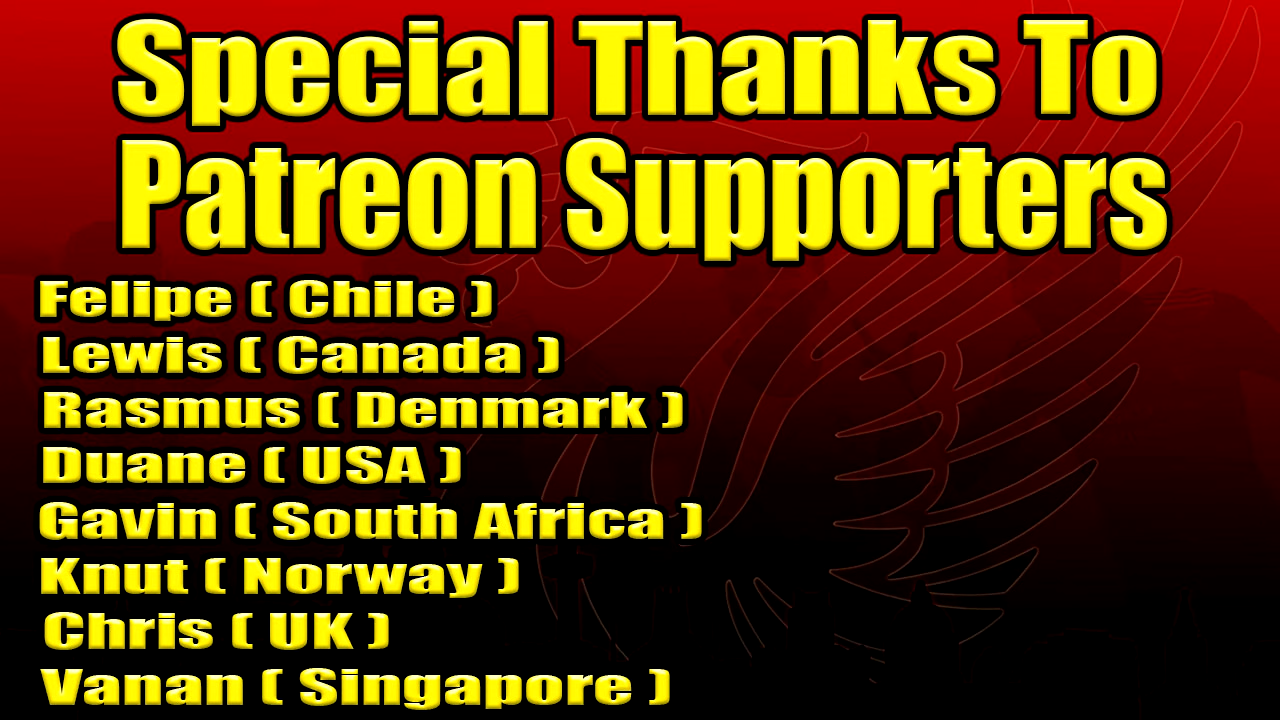 Special Thanks To
Patreon Supporters
Felipe ( Chile )
Lewis ( Canada )
Rasmus ( Denmark )
Duane ( USA )
Gavin ( South Africa )
Knut ( Norway )
Chris ( UK )
Vanan ( Singapore )